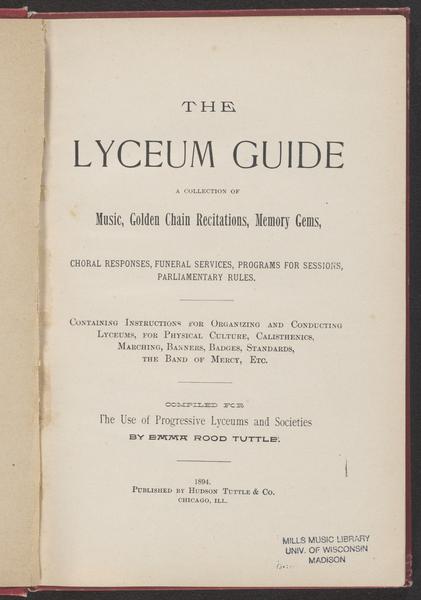 THE
LYCEUM GUIDE
A COLLECTION OF
Music, Golden Chain Recitations, Memory Gems,
CHORAL RESPONSES, FUNERAL SERVICES, PROGRAMS FOR SESSIONS,
PARLIAMENTARY RULES.
Containing Instructions for Organizing and Conducting
Lyceums, for Physical Culture, Calisthenics,
Marching, Banners, Badges, Standards,
the Band of Mercy, Etc.
COMPILED FOR
The Use of Progressive Lyceums and Societies
BY EMMA ROOD TUTTLE.
1894.
Published by Hudson Tuttle & Co.
CHICAGO, ILL.
MILLS MUSIC LIBRARY
UNIV. OF WISCONSIN
MADISON